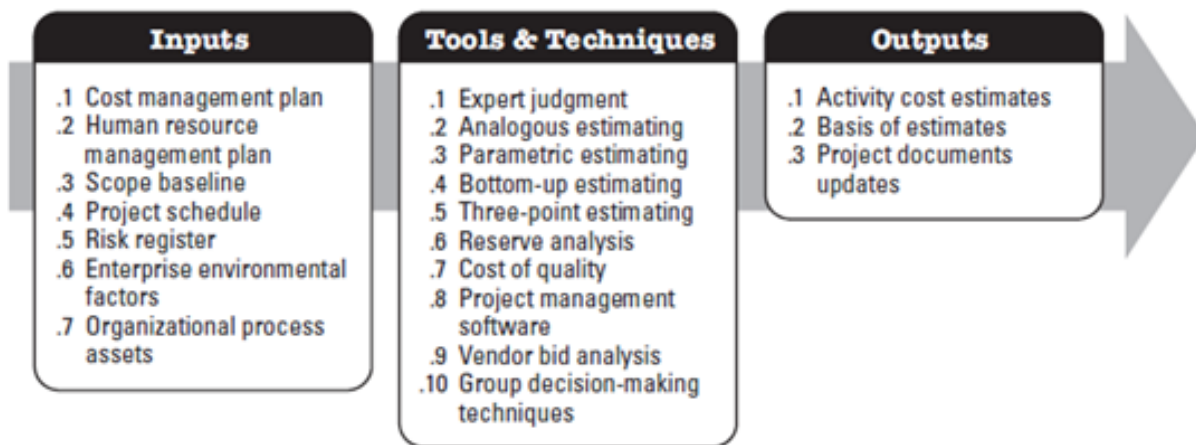 Inputs
.1 Cost management plan
.2 Human resource
management plan
.3 Scope baseline
.4 Project schedule
.5 Risk register
.6 Enterprise environmental
factors
.7 Organizational process
assets
Tools & Techniques
.1 Expert judgment
.2 Analogous estimating
.3 Parametric estimating
.4 Bottom-up estimating
.5 Three-point estimating
.6 Reserve analysis
.7 Cost of quality
.8 Project management
software
.9 Vendor bid analysis
.10 Group decision-making
techniques
Outputs
.1 Activity cost estimates
.2 Basis of estimates
.3 Project documents
updates